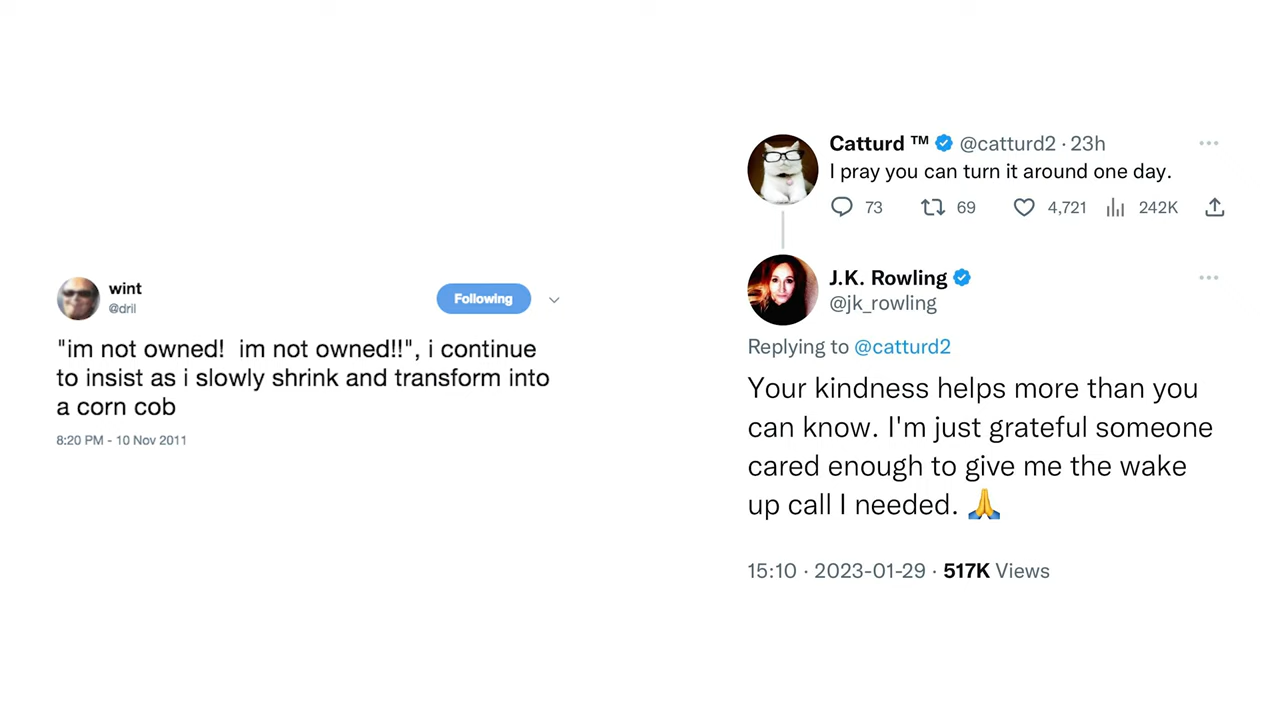 wint
@dril
Following
"im not owned!  im not owned!!", i continue
to insist as i slowly shrink and transform into
a corn cob
8:20 PM - 10 Nov 2011
Catturd ™ @catturd2 · 23h
I pray you can turn it around one day.
73 69 4,721 242K
J.K. Rowling
@jk_rowling
Replying to @catturd2
Your kindness helps more than you
can know. I'm just grateful someone
cared enough to give me the wake
up call I needed. 🙏
15:10 · 2023-01-29 · 517K Views